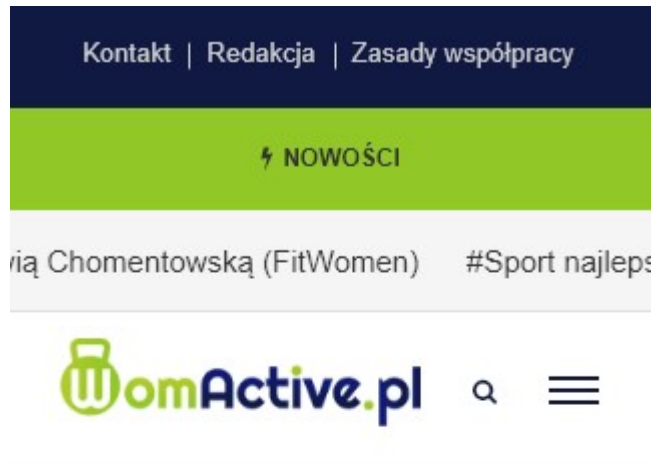 Kontakt | Redakcja | Zasady współpracy
NOWOŚCI
Chomentowską (FitWomen) #Sport
WomActive.pl